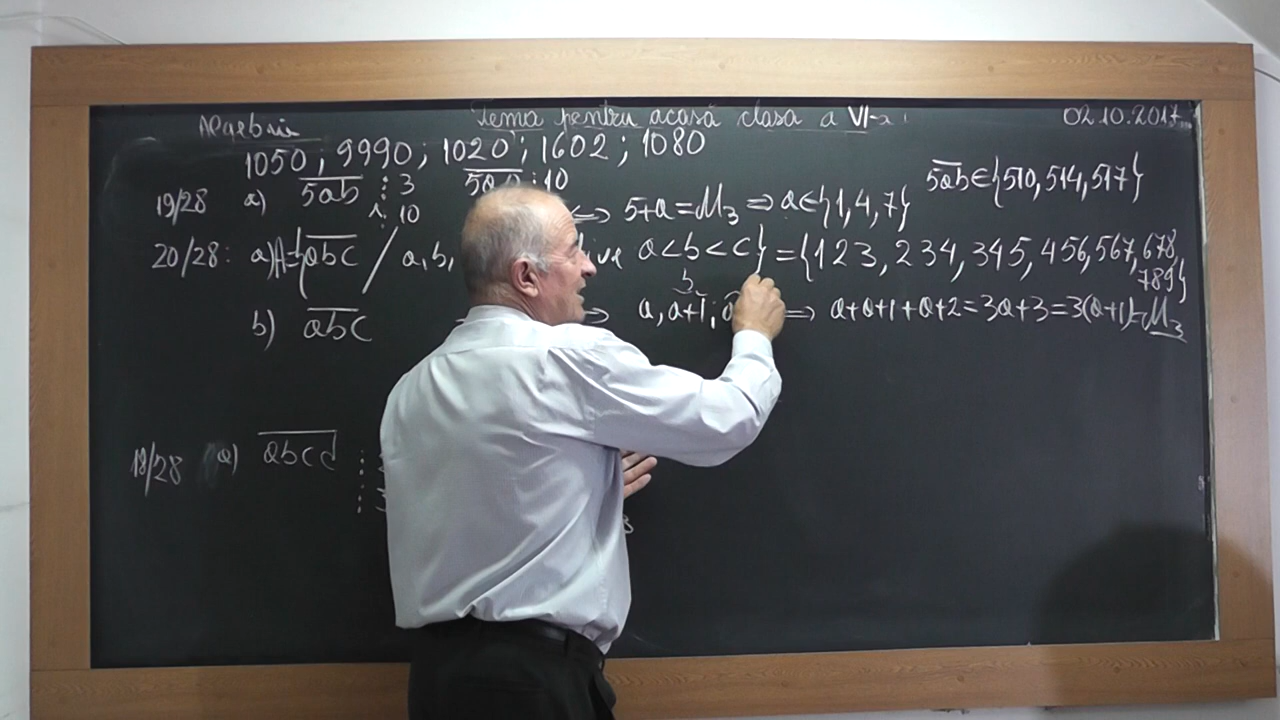 Algebră Tema pentru acasă clasa a VI-a 02.10.2017
1050 ; 9990 ; 1020 ; 1602 ; 1080
19/28 a) 5ab ⋮ 3 ⋮ 10
⇔ 5+a=M₃ ⇒ a∈{1,4,7} 5ab∈{510, 514, 517}
20/28: a) A={abc / a, b, a<b<c} = {123, 234, 345, 456, 567, 678,
789}
b
b) abc ⇒ a, a+1, ⇒ a+a+1+a+2=3a+3=3(a+1)=M₃
18/28 a) abcd